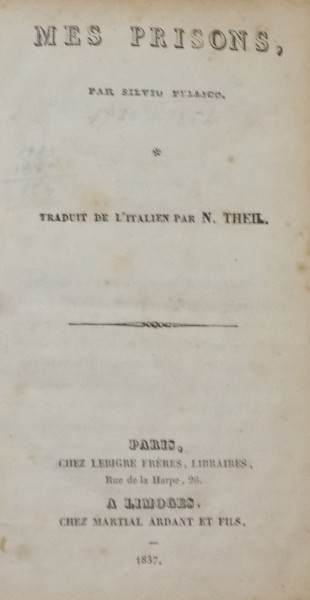 MES PRISONS,
PAR SILVIO PELLICO.
*
TRADUIT DE L'ITALIEN PAR N. THEIL.
PARIS,
CHEZ LEBIGRE FRÈRES, LIBRAIRES,
Rue de la Harpe, 26.
A LIMOGES.
CHEZ MARTIAL ARDANT ET FILS.
—
1837.